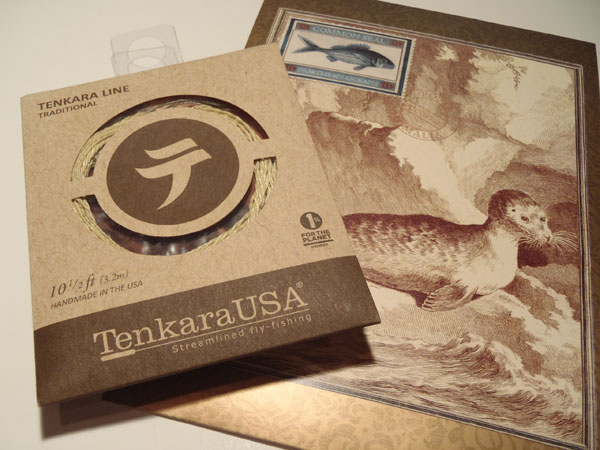 TENKARA LINE
TRADITIONAL
テ
1%
FOR THE
PLANET
10 1/2 ft (3.2m)
HANDMADE IN THE USA
TenkaraUSA®
Streamlined fly-fishing
COMMON SEAL